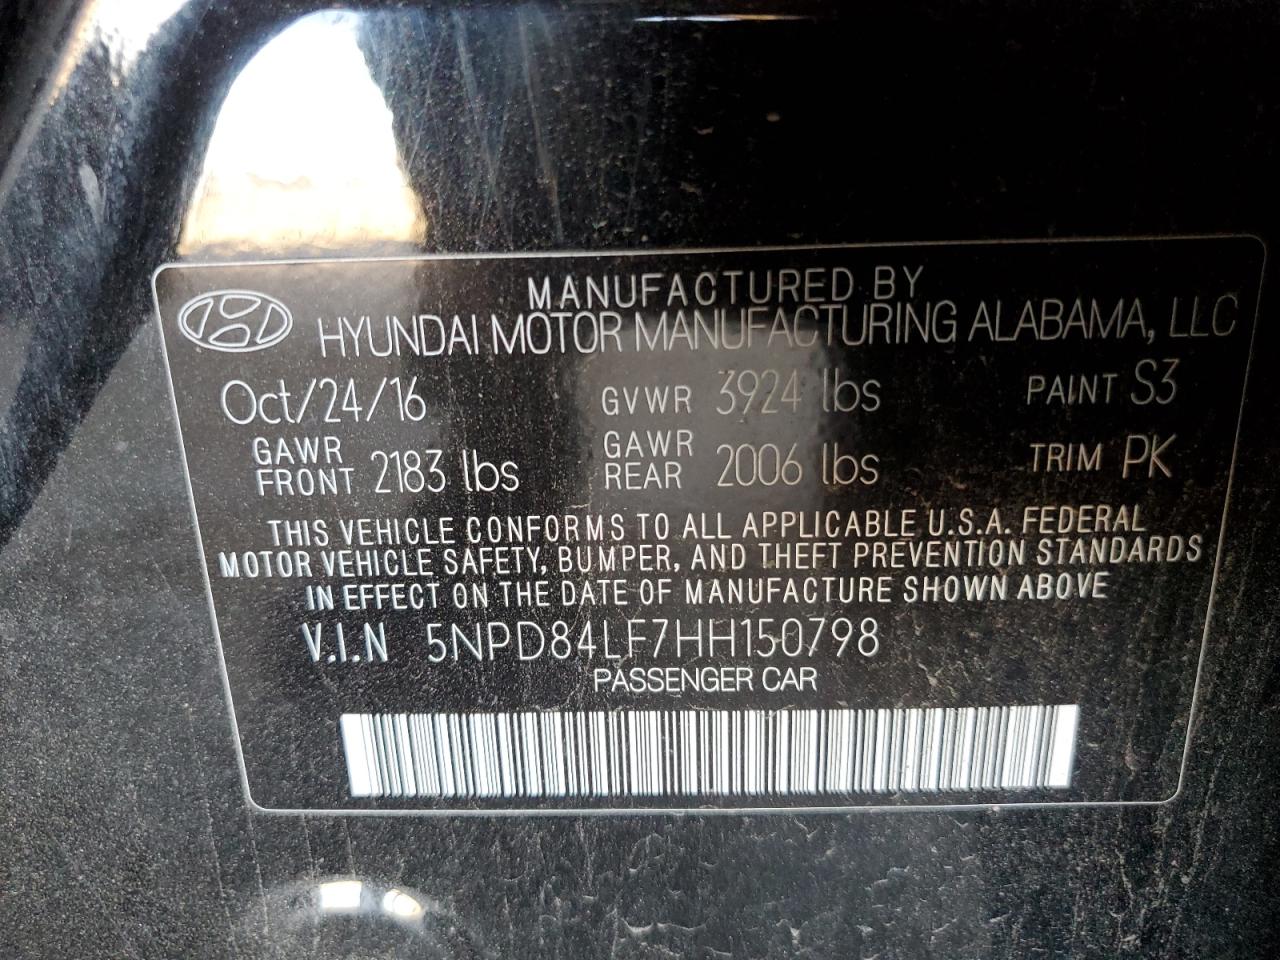 MANUFACTURED BY
HYUNDAI MOTOR MANUFACTURING ALABAMA, LLC
Oct/24/16 GVWR 3924 lbs PAINT S3
GAWR FRONT 2183 lbs GAWR REAR 2006 lbs TRIM PK
THIS VEHICLE CONFORMS TO ALL APPLICABLE U.S.A. FEDERAL
MOTOR VEHICLE SAFETY, BUMPER, AND THEFT PREVENTION STANDARDS
IN EFFECT ON THE DATE OF MANUFACTURE SHOWN ABOVE
V.I.N 5NPD84LF7HH150798
PASSENGER CAR